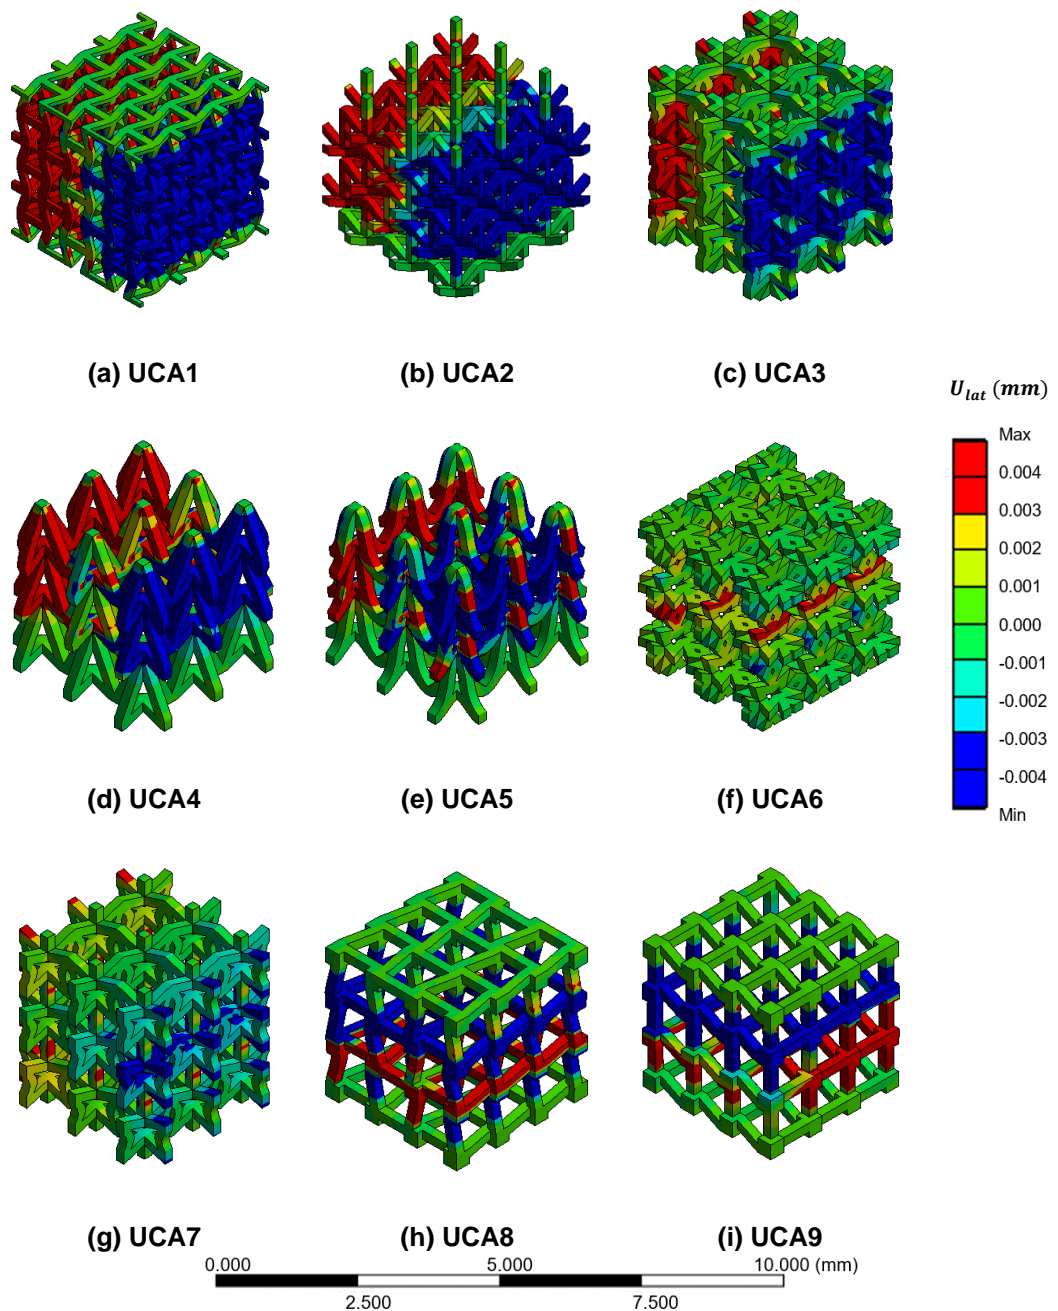 (a) UCA1
(b) UCA2
(c) UCA3
U_lat (mm)
Max
0.004
0.003
0.002
0.001
0.000
-0.001
-0.002
-0.003
-0.004
Min
(d) UCA4
(e) UCA5
(f) UCA6
(g) UCA7
(h) UCA8
(i) UCA9
0.000
5.000
10.000 (mm)
2.500
7.500